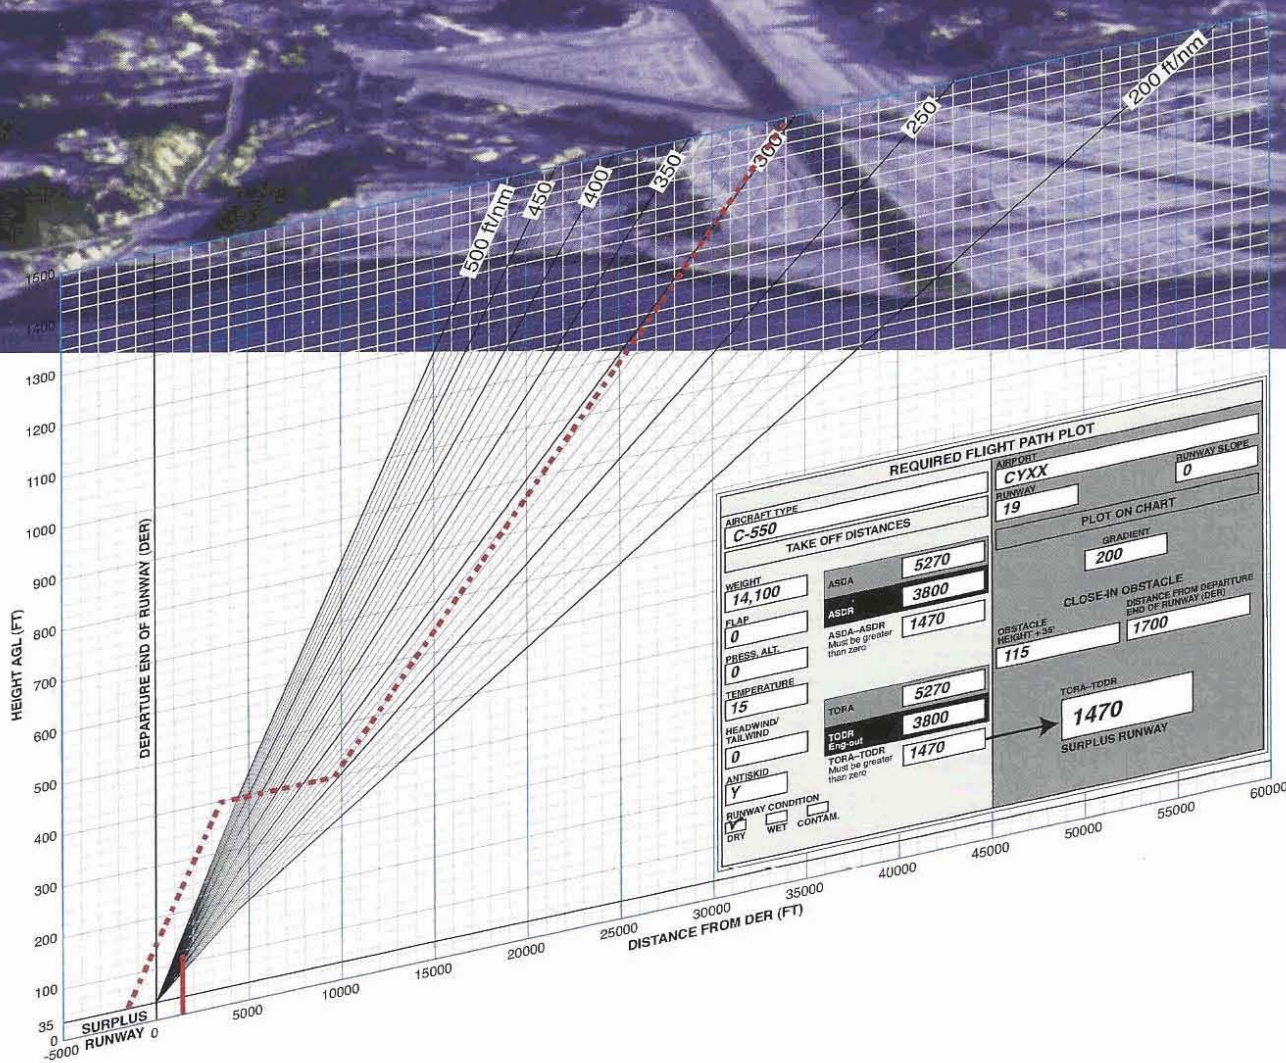 200 ft/nm
250
300
350
400
450
500 ft/nm
1500
1400
1300
1200
1100
1000
900
800
700
600
500
400
300
200
100
35
0
HEIGHT AGL (FT)
DEPARTURE END OF RUNWAY (DER)
SURPLUS
RUNWAY
-5000
0
5000
10000
15000
20000
25000
30000
35000
40000
45000
50000
55000
60000
DISTANCE FROM DER (FT)
REQUIRED FLIGHT PATH PLOT
AIRCRAFT TYPE
C-550
TAKE OFF DISTANCES
WEIGHT
14,100
FLAP
0
PRESS. ALT.
0
TEMPERATURE
15
HEADWIND/
TAILWIND
0
ANTISKID
Y
RUNWAY CONDITION
DRY WET CONTAM.
ASDA 5270
ASDR 3800
ASDA–ASDR 1470
Must be greater
than zero
TORA 5270
TODR 3800
Eng-out
TORA–TODR 1470
Must be greater
than zero
AIRPORT
CYXX
RUNWAY
19
RUNWAY SLOPE
0
PLOT ON CHART
GRADIENT
200
CLOSE-IN OBSTACLE
OBSTACLE
HEIGHT + 35'
115
DISTANCE FROM DEPARTURE
END OF RUNWAY (DER)
1700
TORA–TODR
1470
SURPLUS RUNWAY